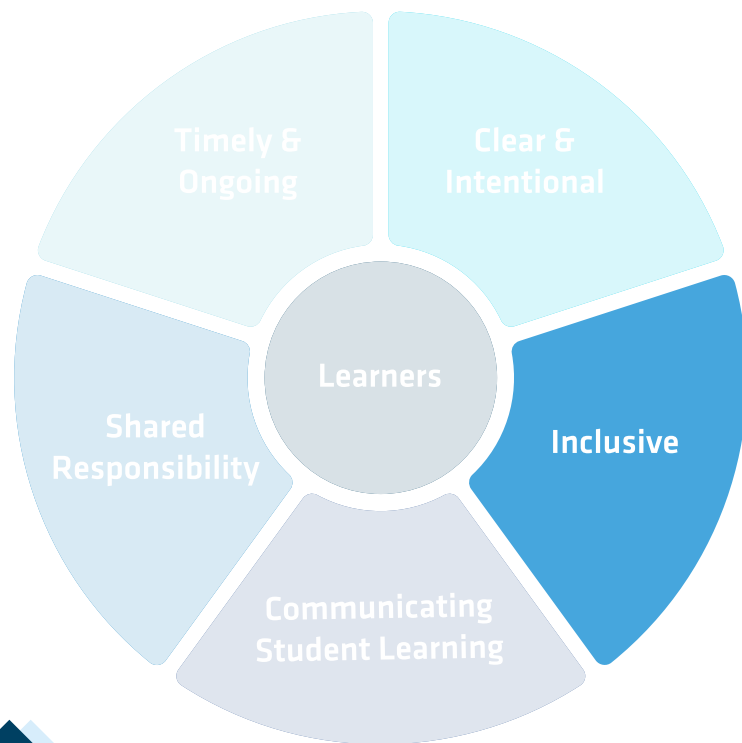 Timely &
Ongoing
Clear &
Intentional
Learners
Shared
Responsibility
Inclusive
Communicating
Student Learning